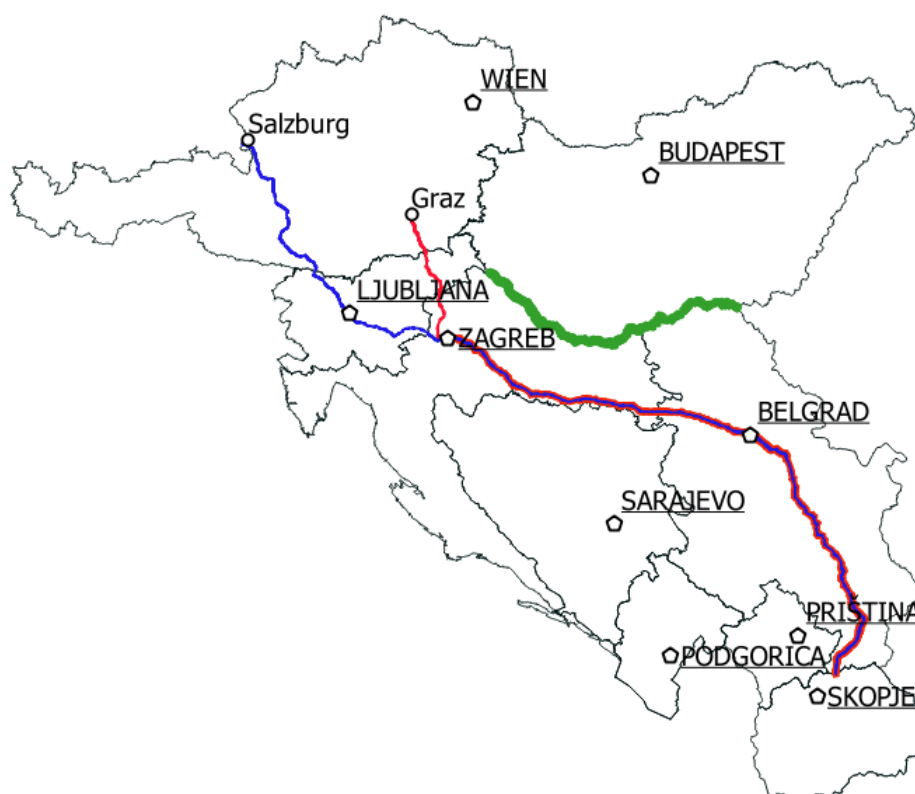 WIEN
Salzburg
BUDAPEST
Graz
LJUBLJANA
ZAGREB
BELGRAD
SARAJEVO
PRIŠTINA
PODGORICA
SKOPJE